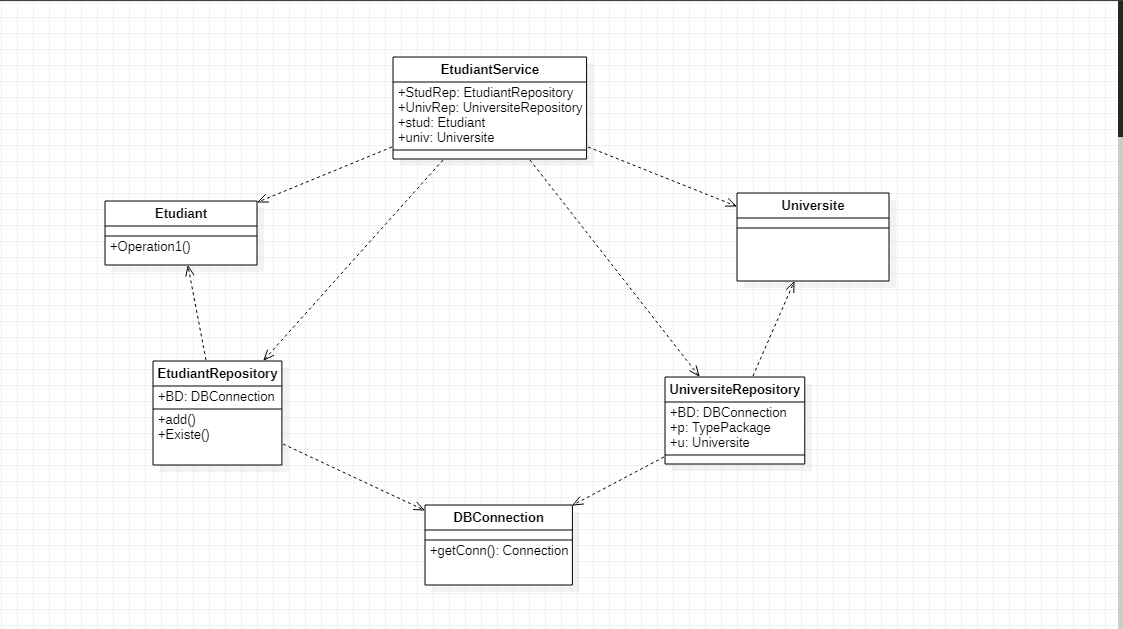 EtudiantService
+StudRep: EtudiantRepository
+UnivRep: UniversiteRepository
+stud: Etudiant
+univ: Universite
Etudiant
+Operation1()
Universite
EtudiantRepository
+BD: DBConnection
+add()
+Existe()
UniversiteRepository
+BD: DBConnection
+p: TypePackage
+u: Universite
DBConnection
+getConn(): Connection